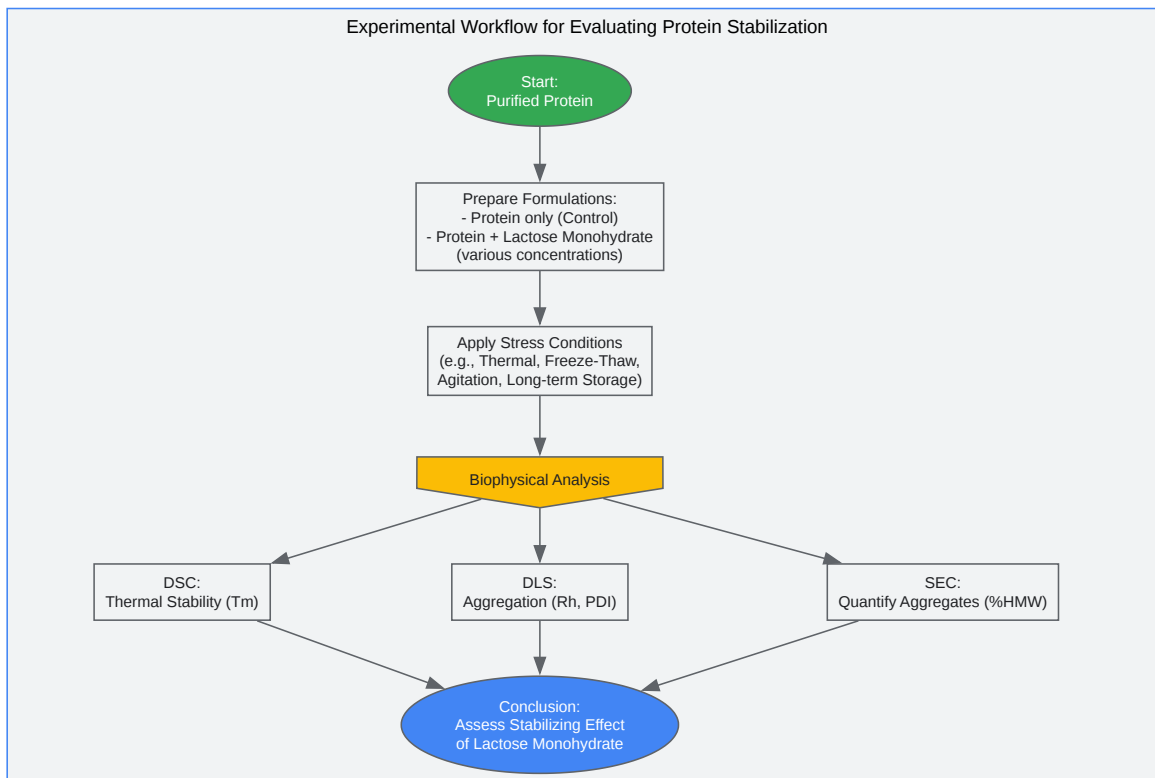 Experimental Workflow for Evaluating Protein Stabilization
Start:
Purified Protein
Prepare Formulations:
- Protein only (Control)
- Protein + Lactose Monohydrate
(various concentrations)
Apply Stress Conditions
(e.g., Thermal, Freeze-Thaw,
Agitation, Long-term Storage)
Biophysical Analysis
DSC:
Thermal Stability (Tm)
DLS:
Aggregation (Rh, PDI)
SEC:
Quantify Aggregates (%HMW)
Conclusion:
Assess Stabilizing Effect
of Lactose Monohydrate